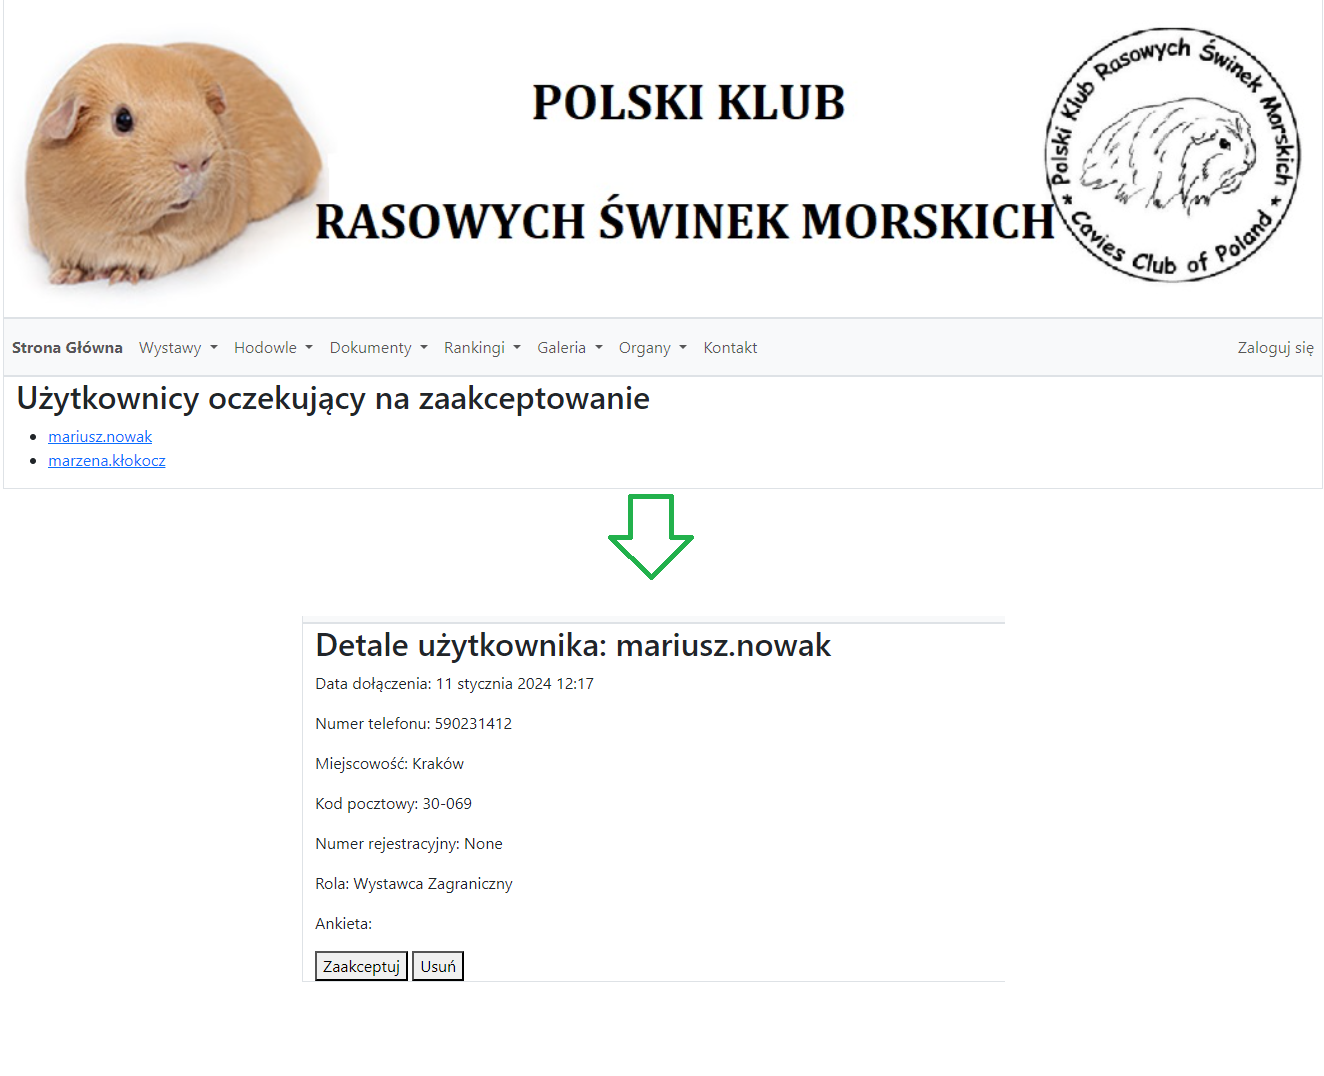 POLSKI KLUB
RASOWYCH ŚWINEK MORSKICH
Polski Klub Rasowych Świnek Morskich
* Cavies Club of Poland *
Strona Główna Wystawy Hodowle Dokumenty Rankingi Galeria Organy Kontakt Zaloguj się
Użytkownicy oczekujący na zaakceptowanie
mariusz.nowak
marzena.kłokocz
Detale użytkownika: mariusz.nowak
Data dołączenia: 11 stycznia 2024 12:17
Numer telefonu: 590231412
Miejscowość: Kraków
Kod pocztowy: 30-069
Numer rejestracyjny: None
Rola: Wystawca Zagraniczny
Ankieta:
Zaakceptuj Usuń